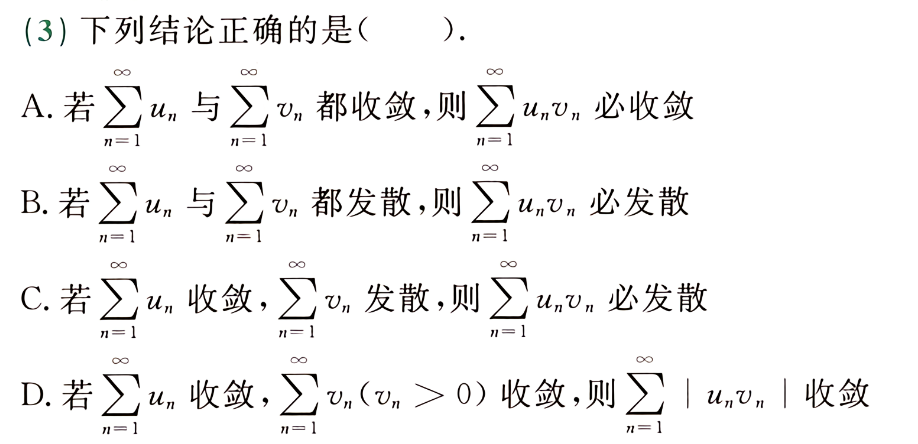 (3) 下列结论正确的是(　　).
A. 若 $\sum_{n=1}^{\infty} u_n$ 与 $\sum_{n=1}^{\infty} v_n$ 都收敛,则 $\sum_{n=1}^{\infty} u_n v_n$ 必收敛
B. 若 $\sum_{n=1}^{\infty} u_n$ 与 $\sum_{n=1}^{\infty} v_n$ 都发散,则 $\sum_{n=1}^{\infty} u_n v_n$ 必发散
C. 若 $\sum_{n=1}^{\infty} u_n$ 收敛, $\sum_{n=1}^{\infty} v_n$ 发散,则 $\sum_{n=1}^{\infty} u_n v_n$ 必发散
D. 若 $\sum_{n=1}^{\infty} u_n$ 收敛, $\sum_{n=1}^{\infty} v_n (v_n > 0)$ 收敛,则 $\sum_{n=1}^{\infty} | u_n v_n |$ 收敛